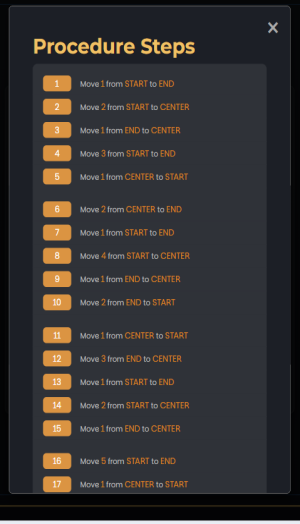 ×
Procedure Steps
1 Move 1 from START to END
2 Move 2 from START to CENTER
3 Move 1 from END to CENTER
4 Move 3 from START to END
5 Move 1 from CENTER to START
6 Move 2 from CENTER to END
7 Move 1 from START to END
8 Move 4 from START to CENTER
9 Move 1 from END to CENTER
10 Move 2 from END to START
11 Move 1 from CENTER to START
12 Move 3 from END to CENTER
13 Move 1 from START to END
14 Move 2 from START to CENTER
15 Move 1 from END to CENTER
16 Move 5 from START to END
17 Move 1 from CENTER to START